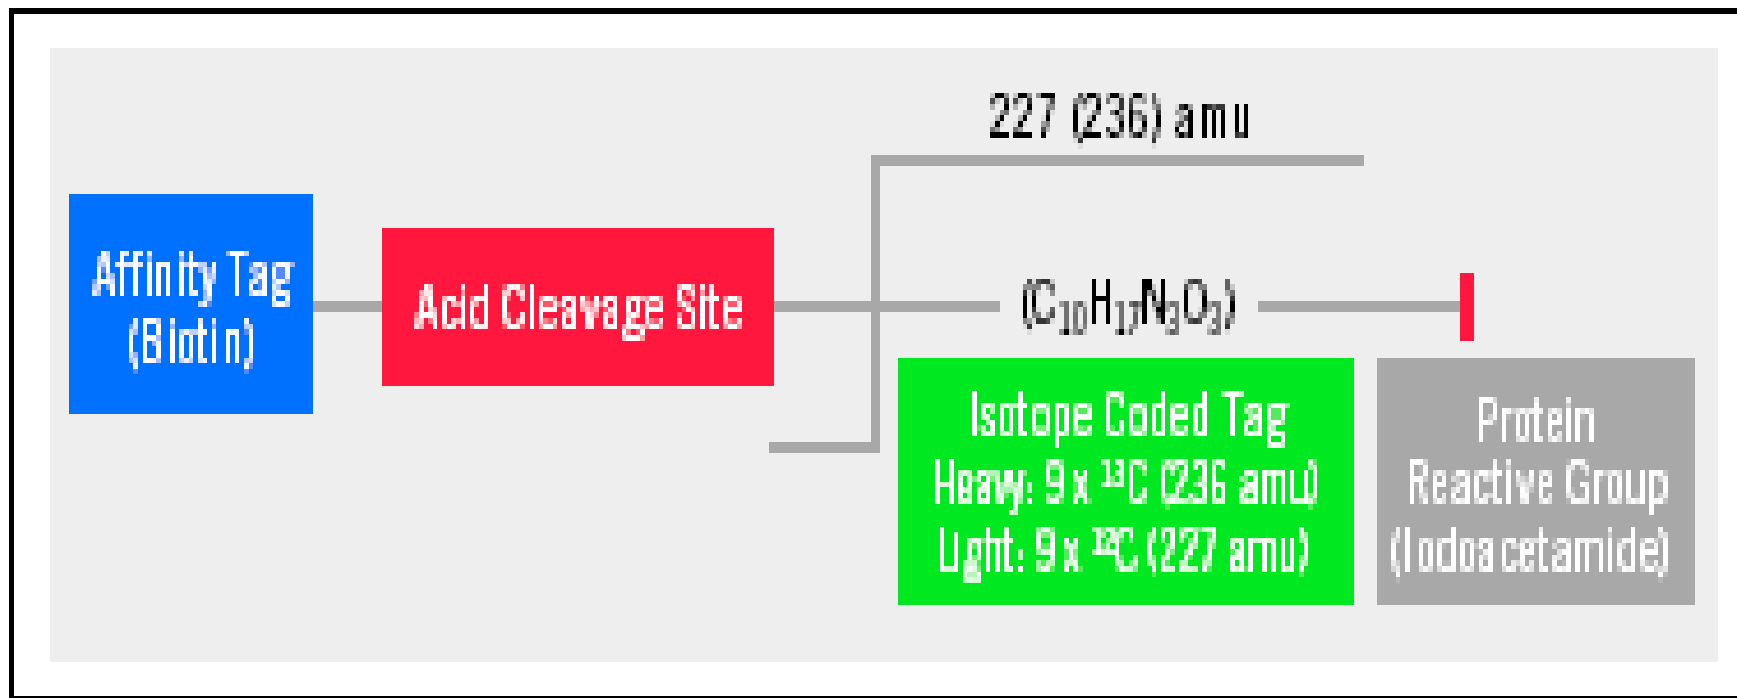 227 (236) amu
Affinity Tag
(Biotin)
Acid Cleavage Site
(C₁₀H₁₇N₃O₃)
Isotope Coded Tag
Heavy: 9 x ¹³C (236 amu)
Light: 9 x ¹²C (227 amu)
Protein
Reactive Group
(Iodoacetamide)